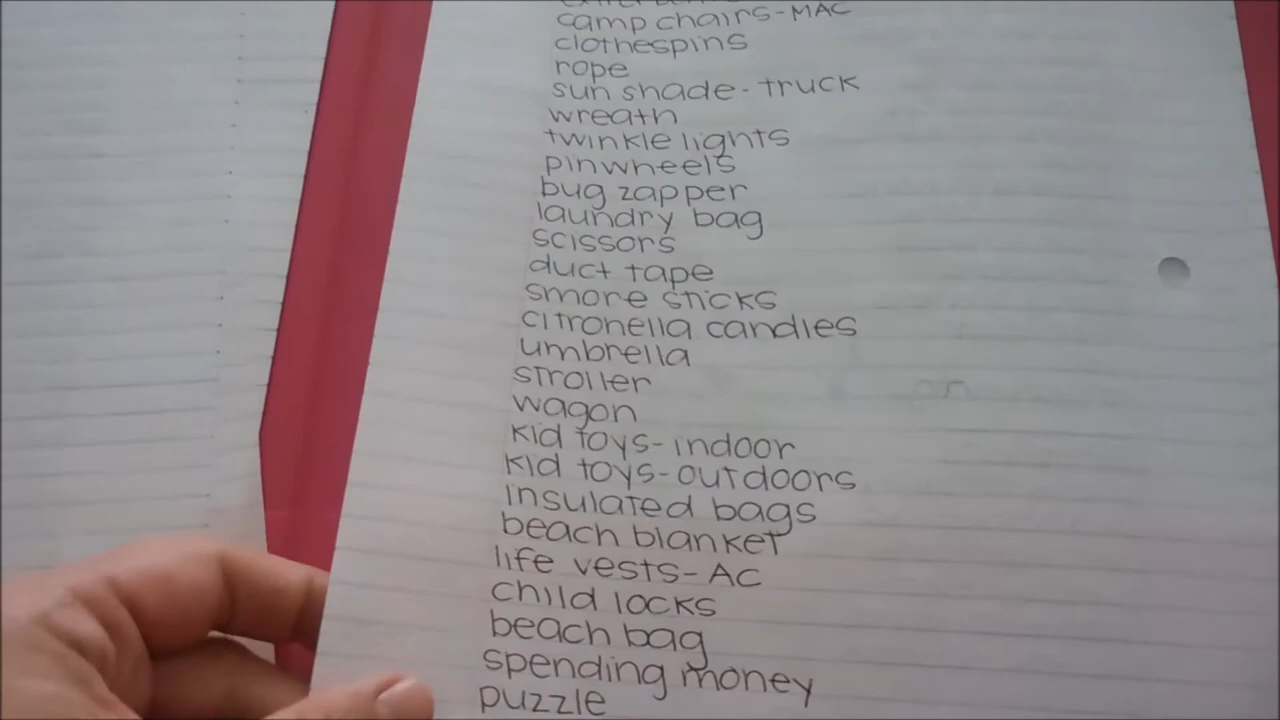 camp chairs-MAC
clothespins
rope
sun shade-truck
wreath
twinkle lights
pinwheels
bug zapper
laundry bag
scissors
duct tape
smore sticks
citronella candles
umbrella
stroller
wagon
kid toys-indoor
kid toys-outdoors
insulated bags
beach blanket
life vests-AC
child locks
beach bag
spending money
puzzle